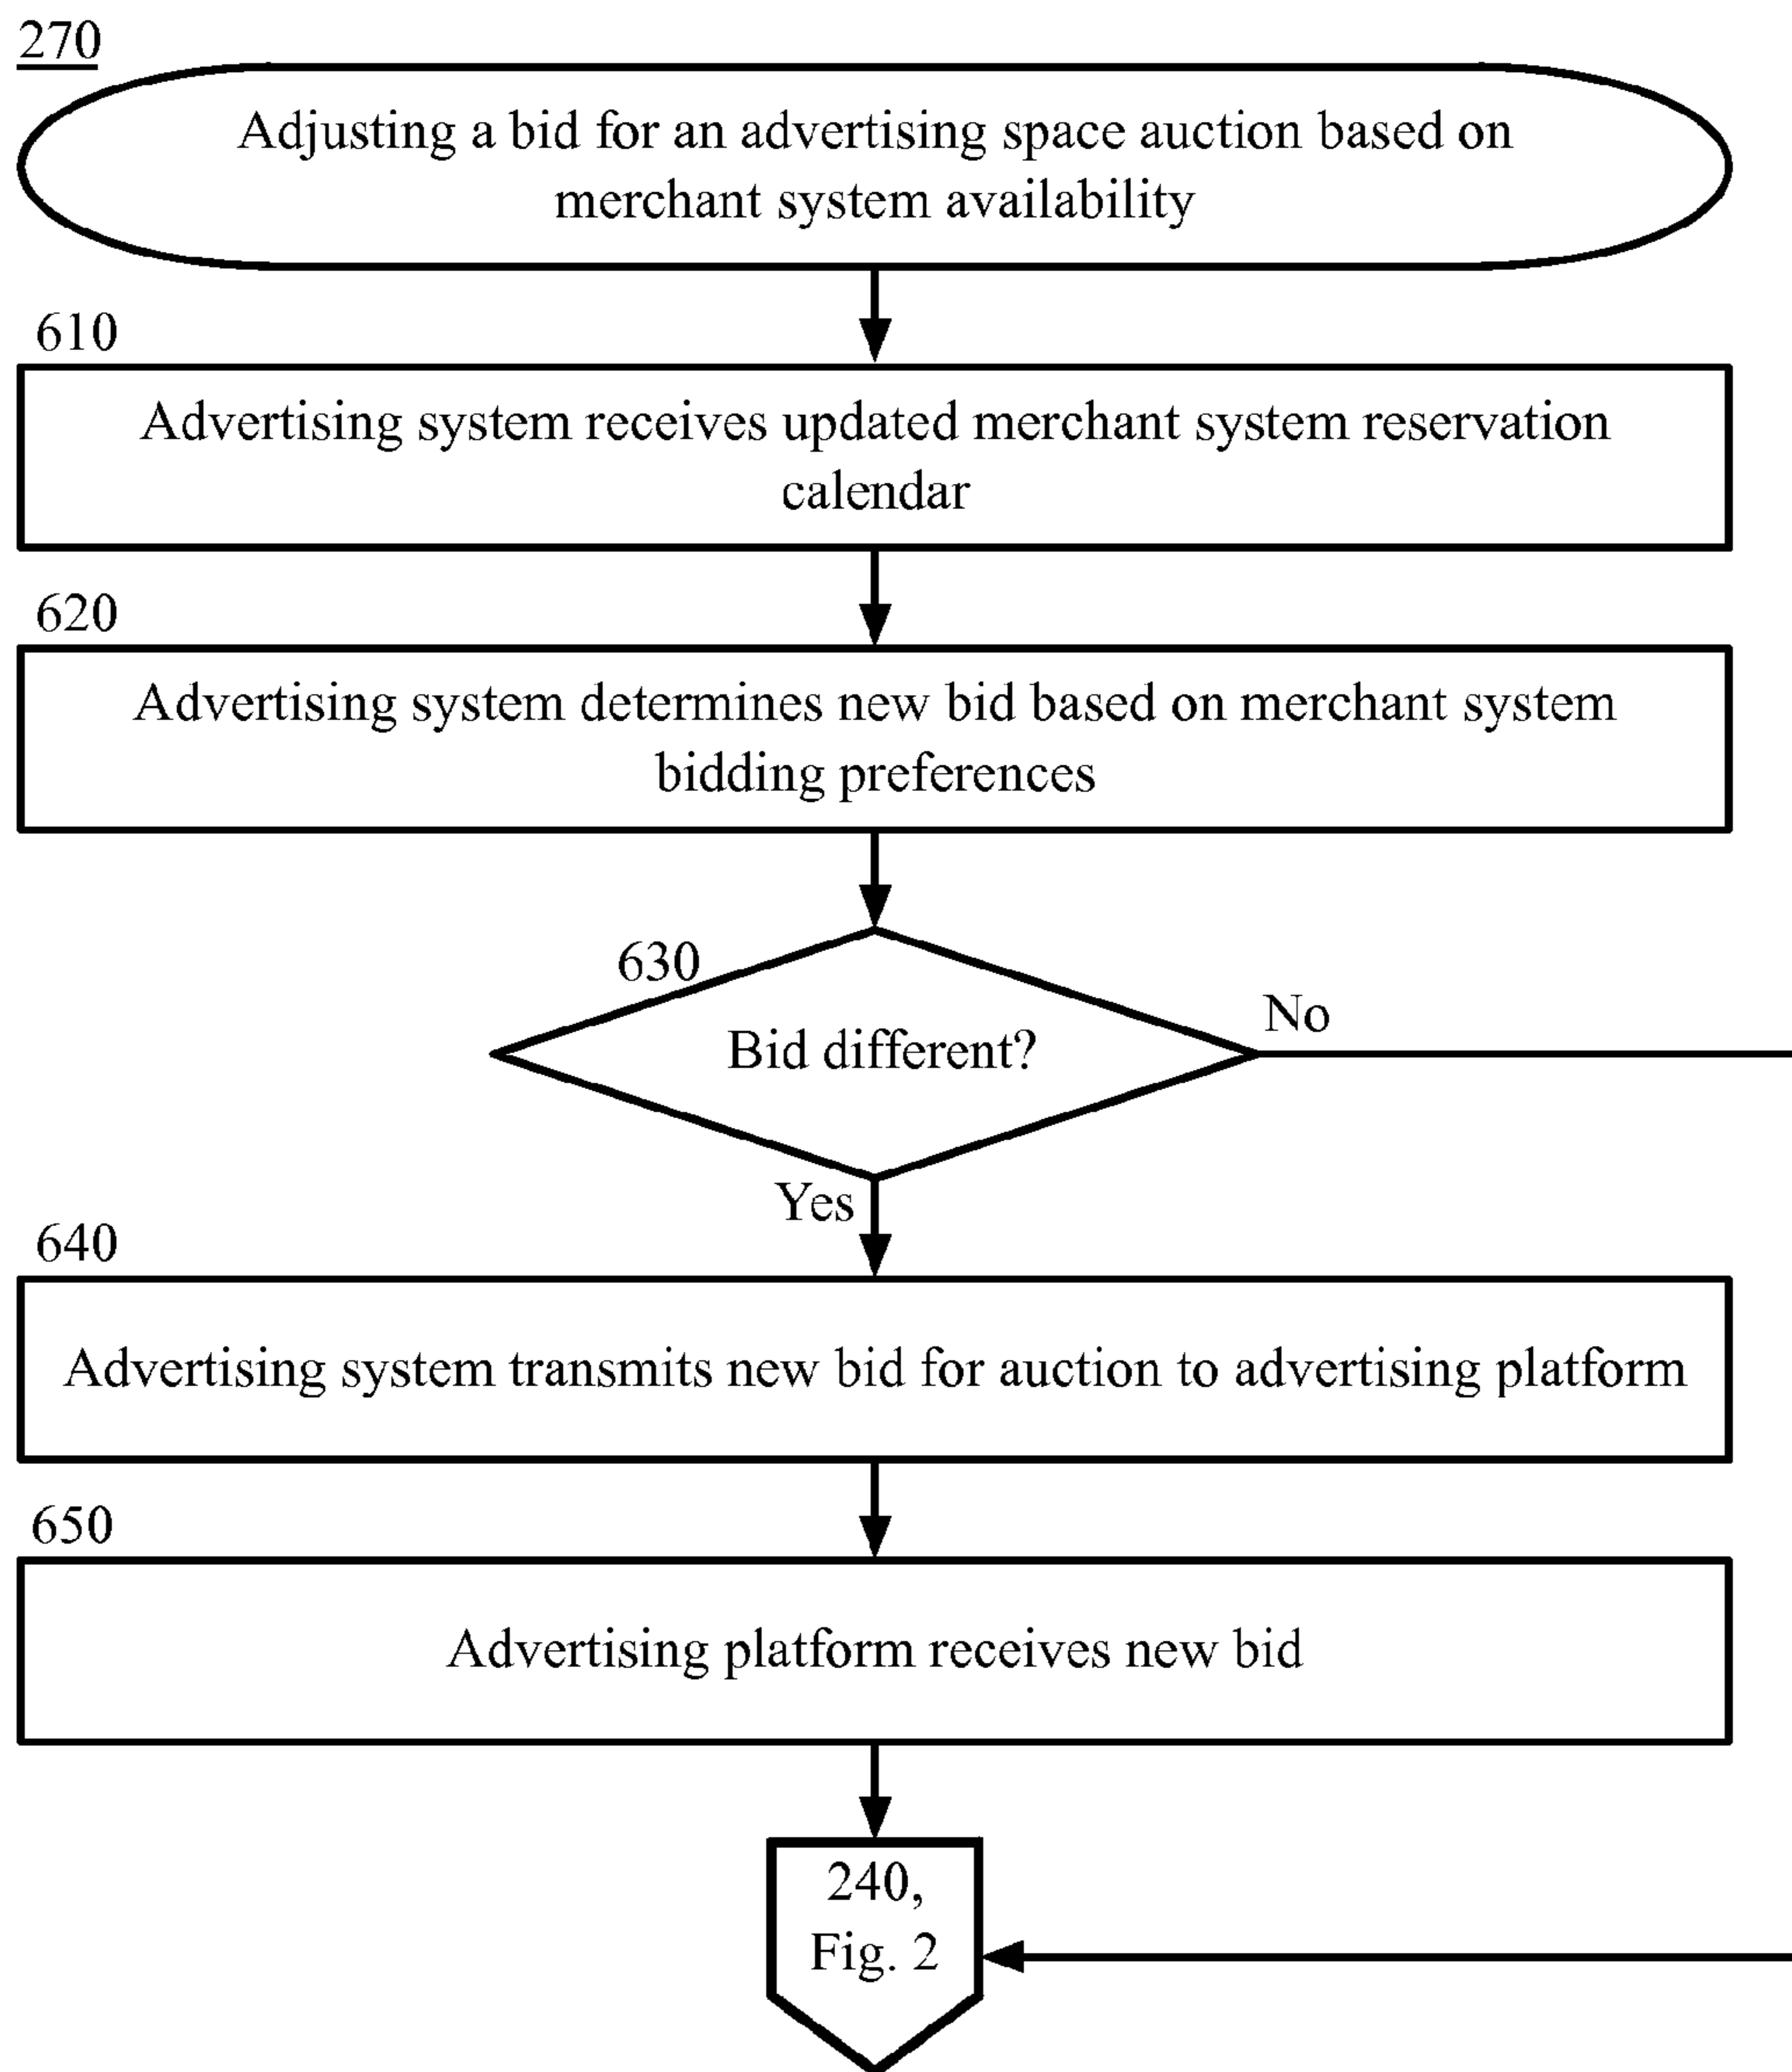 270
Adjusting a bid for an advertising space auction based on
merchant system availability
610
Advertising system receives updated merchant system reservation
calendar
620
Advertising system determines new bid based on merchant system
bidding preferences
630
Bid different?
No
Yes
640
Advertising system transmits new bid for auction to advertising platform
650
Advertising platform receives new bid
240,
Fig. 2